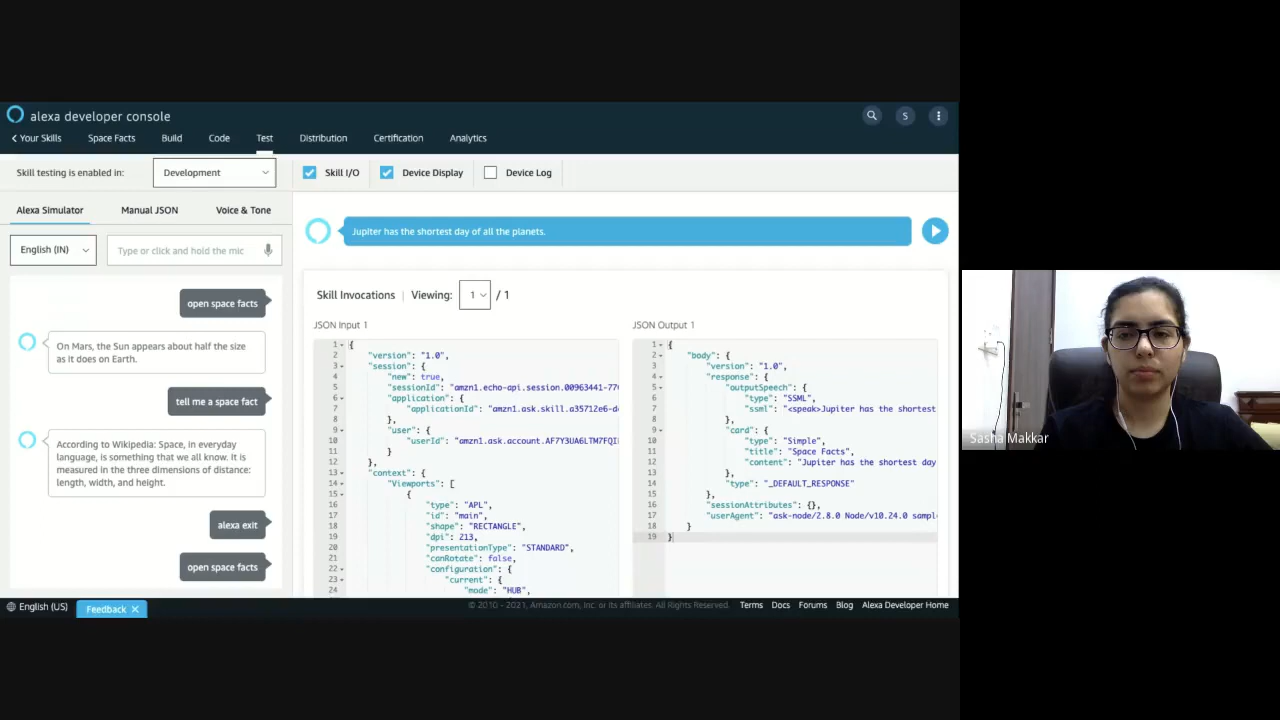 alexa developer console
S
Your Skills Space Facts Build Code Test Distribution Certification Analytics
Skill testing is enabled in: Development Skill I/O Device Display Device Log
Alexa Simulator Manual JSON Voice & Tone
English (IN) Type or click and hold the mic
open space facts
On Mars, the Sun appears about half the size
as it does on Earth.
tell me a space fact
According to Wikipedia: Space, in everyday
language, is something that we all know. It is
measured in the three dimensions of distance:
length, width, and height.
alexa exit
open space facts
Jupiter has the shortest day of all the planets.
Skill Invocations | Viewing: 1 / 1
JSON Input 1
1 {
2 "version": "1.0",
3 "session": {
4 "new": true,
5 "sessionId": "amzn1.echo-api.session.00963441-77
6 "application": {
7 "applicationId": "amzn1.ask.skill.a35712e6-d
8 },
9 "user": {
10 "userId": "amzn1.ask.account.AF7Y3UA6LTM7FQI
11 }
12 },
13 "context": {
14 "Viewports": [
15 {
16 "type": "APL",
17 "id": "main",
18 "shape": "RECTANGLE",
19 "dpi": 213,
20 "presentationType": "STANDARD",
21 "canRotate": false,
22 "configuration": {
23 "current": {
24 "mode": "HUB",
JSON Output 1
1 {
2 "body": {
3 "version": "1.0",
4 "response": {
5 "outputSpeech": {
6 "type": "SSML",
7 "ssml": "<speak>Jupiter has the shortest
8 },
9 "card": {
10 "type": "Simple",
11 "title": "Space Facts",
12 "content": "Jupiter has the shortest day
13 },
14 "type": "_DEFAULT_RESPONSE"
15 },
16 "sessionAttributes": {},
17 "userAgent": "ask-node/2.8.0 Node/v10.24.0 sampl
18 }
19 }
English (US) Feedback © 2010 - 2021, Amazon.com, Inc. or its affiliates. All Rights Reserved. Terms Docs Forums Blog Alexa Developer Home
Sasha Makkar